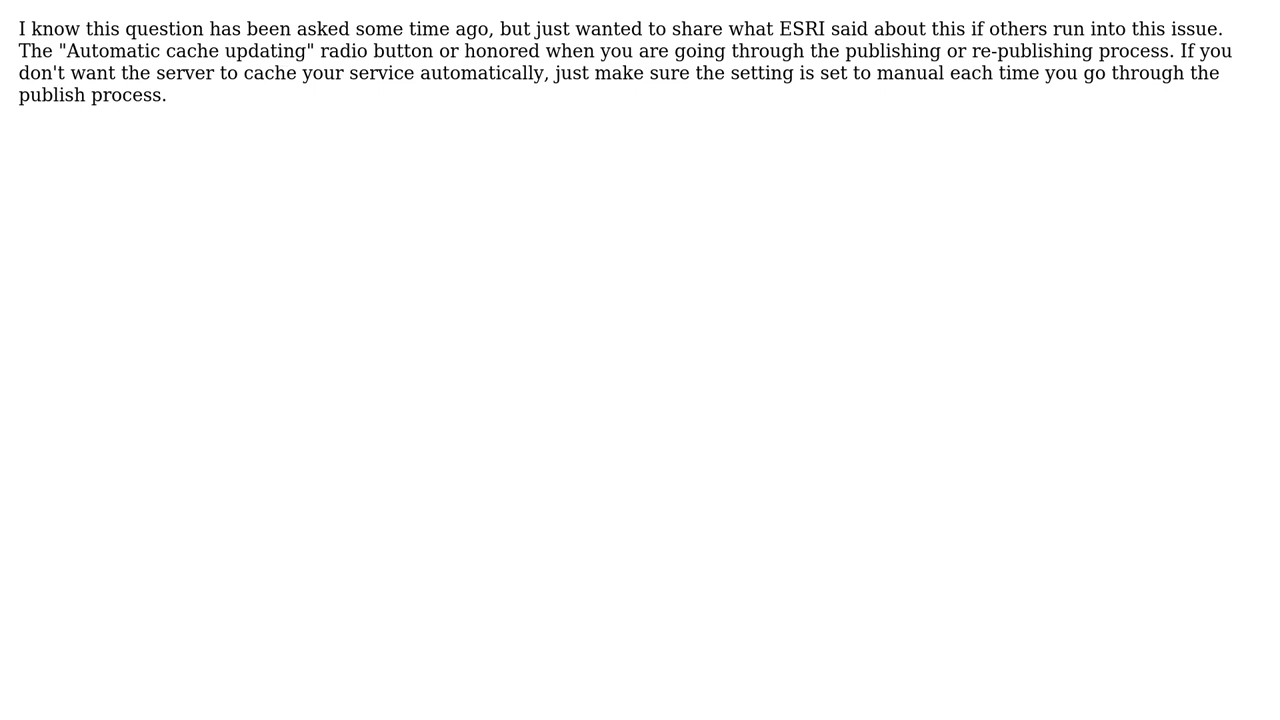 I know this question has been asked some time ago, but just wanted to share what ESRI said about this if others run into this issue.
The "Automatic cache updating" radio button or honored when you are going through the publishing or re-publishing process. If you
don't want the server to cache your service automatically, just make sure the setting is set to manual each time you go through the
publish process.